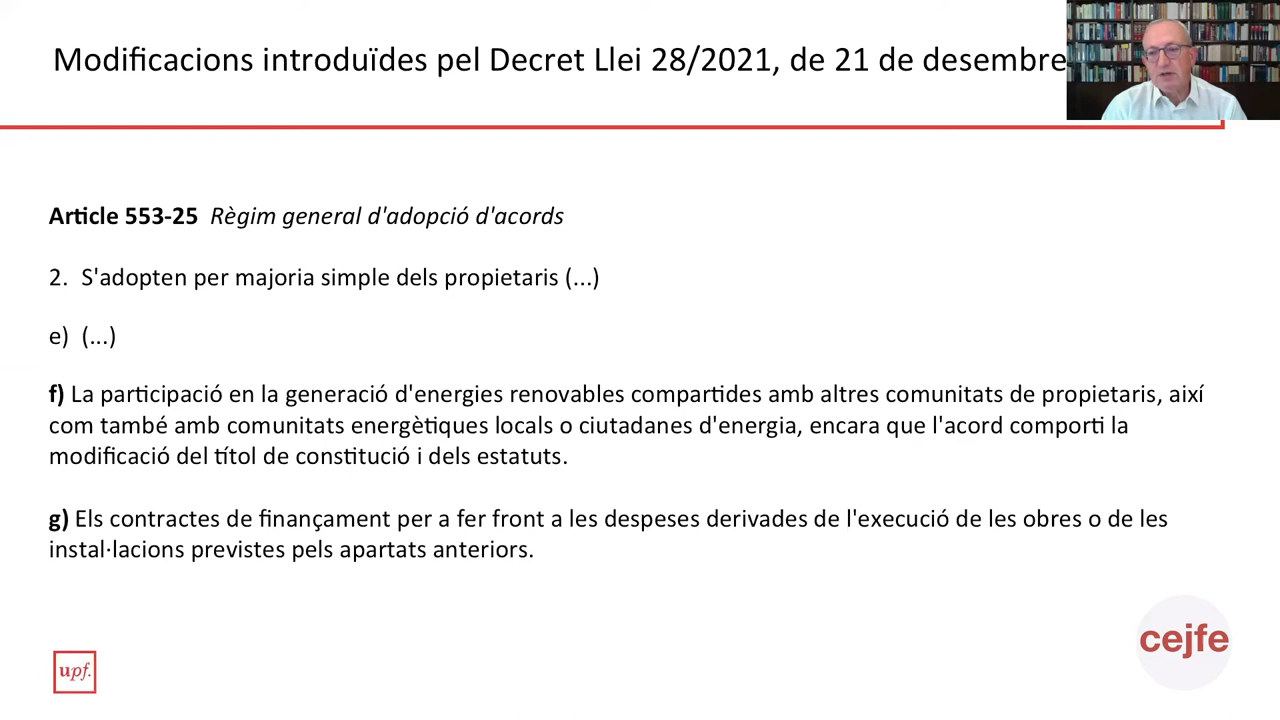 Modificacions introduïdes pel Decret Llei 28/2021, de 21 de desembre
Article 553-25 Règim general d'adopció d'acords
2. S'adopten per majoria simple dels propietaris (...)
e) (...)
f) La participació en la generació d'energies renovables compartides amb altres comunitats de propietaris, així
com també amb comunitats energètiques locals o ciutadanes d'energia, encara que l'acord comporti la
modificació del títol de constitució i dels estatuts.
g) Els contractes de finançament per a fer front a les despeses derivades de l'execució de les obres o de les
instal·lacions previstes pels apartats anteriors.
upf.
cejfe